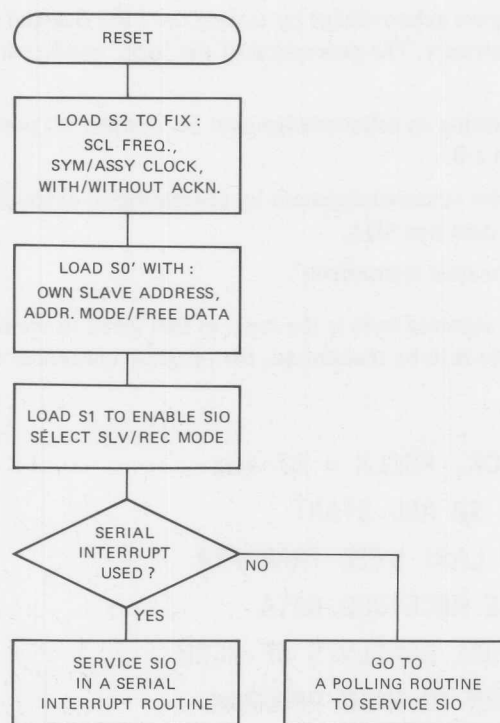 RESET
LOAD S2 TO FIX :
SCL FREQ.,
SYM/ASSY CLOCK,
WITH/WITHOUT ACKN.
LOAD S0' WITH :
OWN SLAVE ADDRESS,
ADDR. MODE/FREE DATA
LOAD S1 TO ENABLE SIO
SELECT SLV/REC MODE
SERIAL
INTERRUPT
USED ?
NO
YES
SERVICE SIO
IN A SERIAL
INTERRUPT ROUTINE
GO TO
A POLLING ROUTINE
TO SERVICE SIO